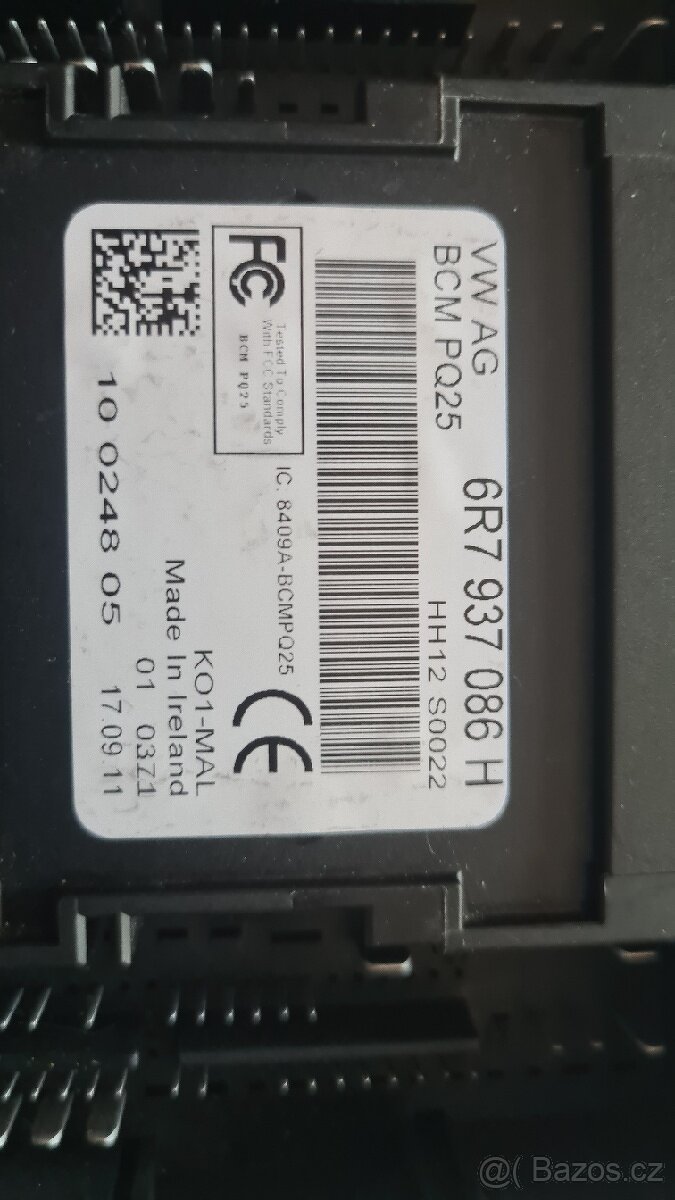 VW AG 6R7 937 086 H
BCM PQ25 HH12 S0022
FC
Tested To Comply
With FCC Standards
BCM PQ25
IC. 8409A-BCMPQ25
CE
KO1-MAL
Made In Ireland
01 03Z1
10 0248 05 17.09.11
@( Bazos.cz